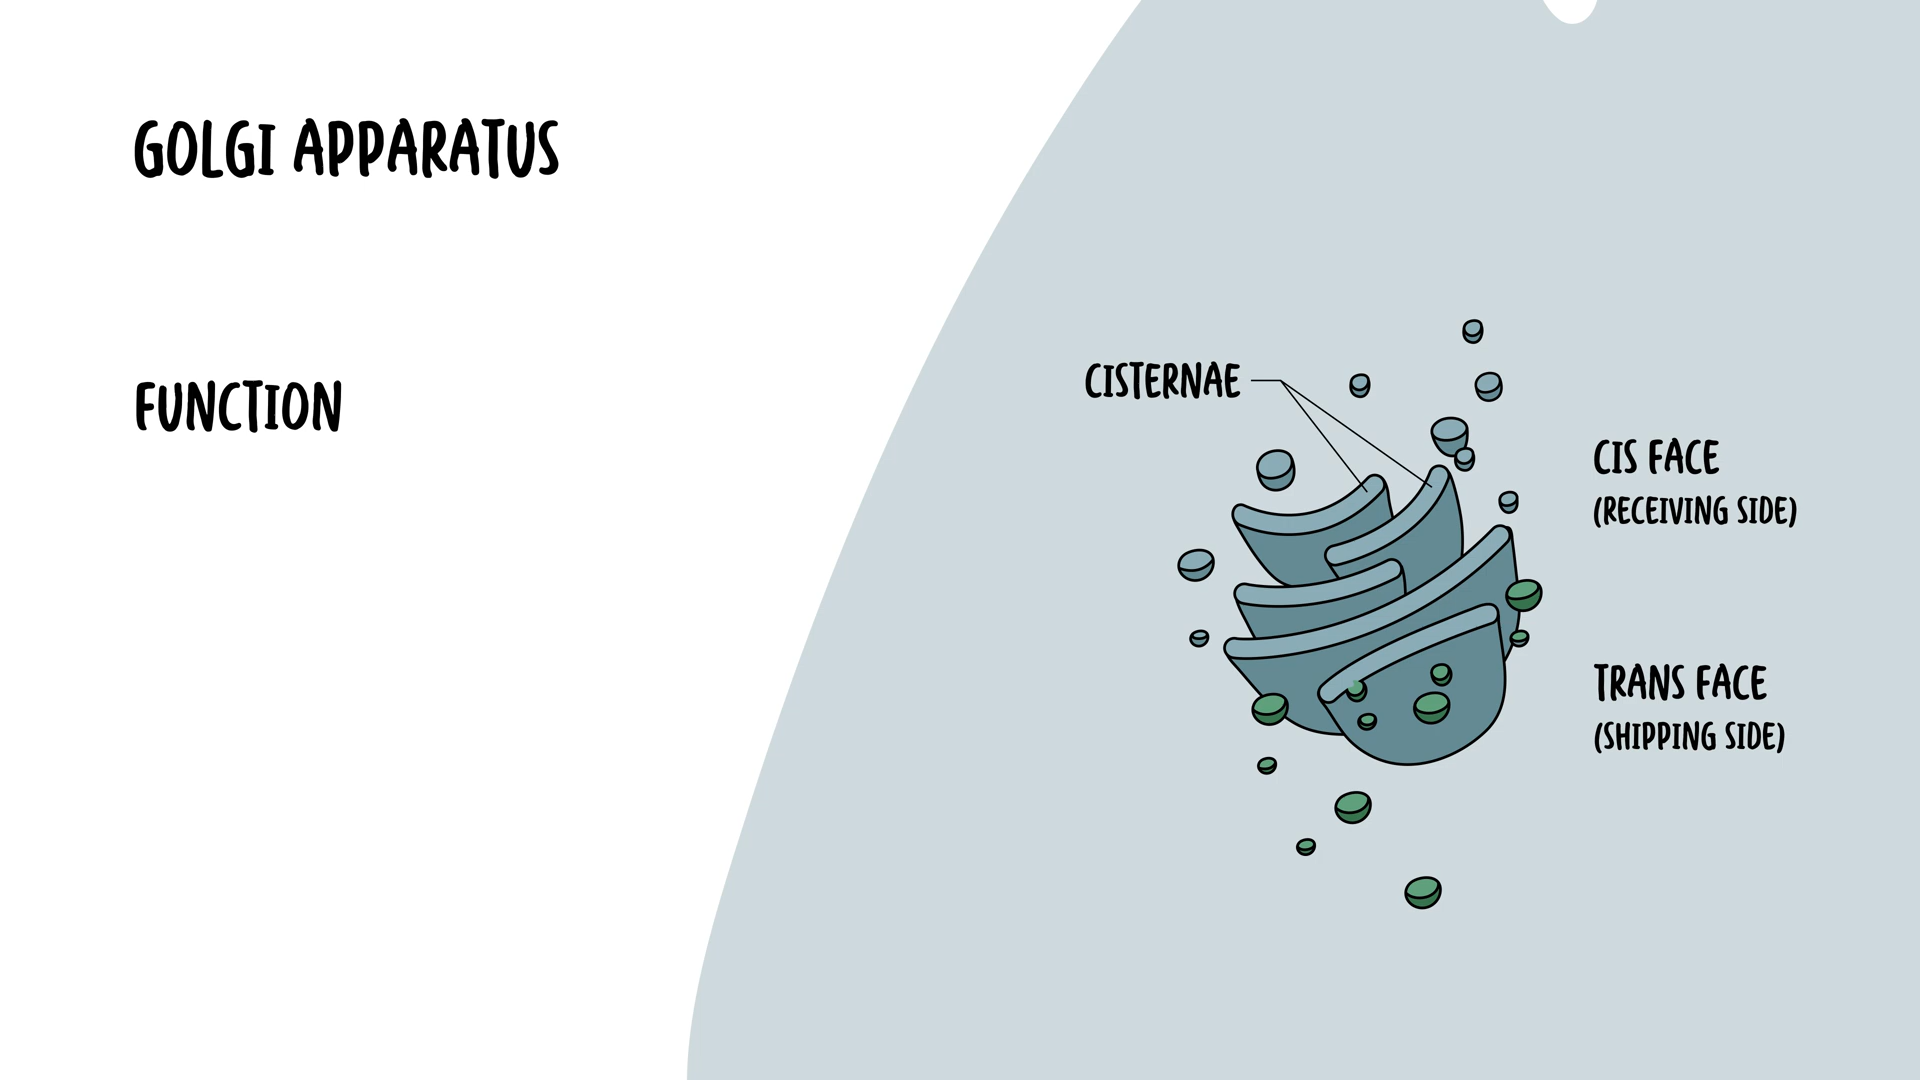 GOLGI APPARATUS
FUNCTION
CISTERNAE
CIS FACE
(RECEIVING SIDE)
TRANS FACE
(SHIPPING SIDE)